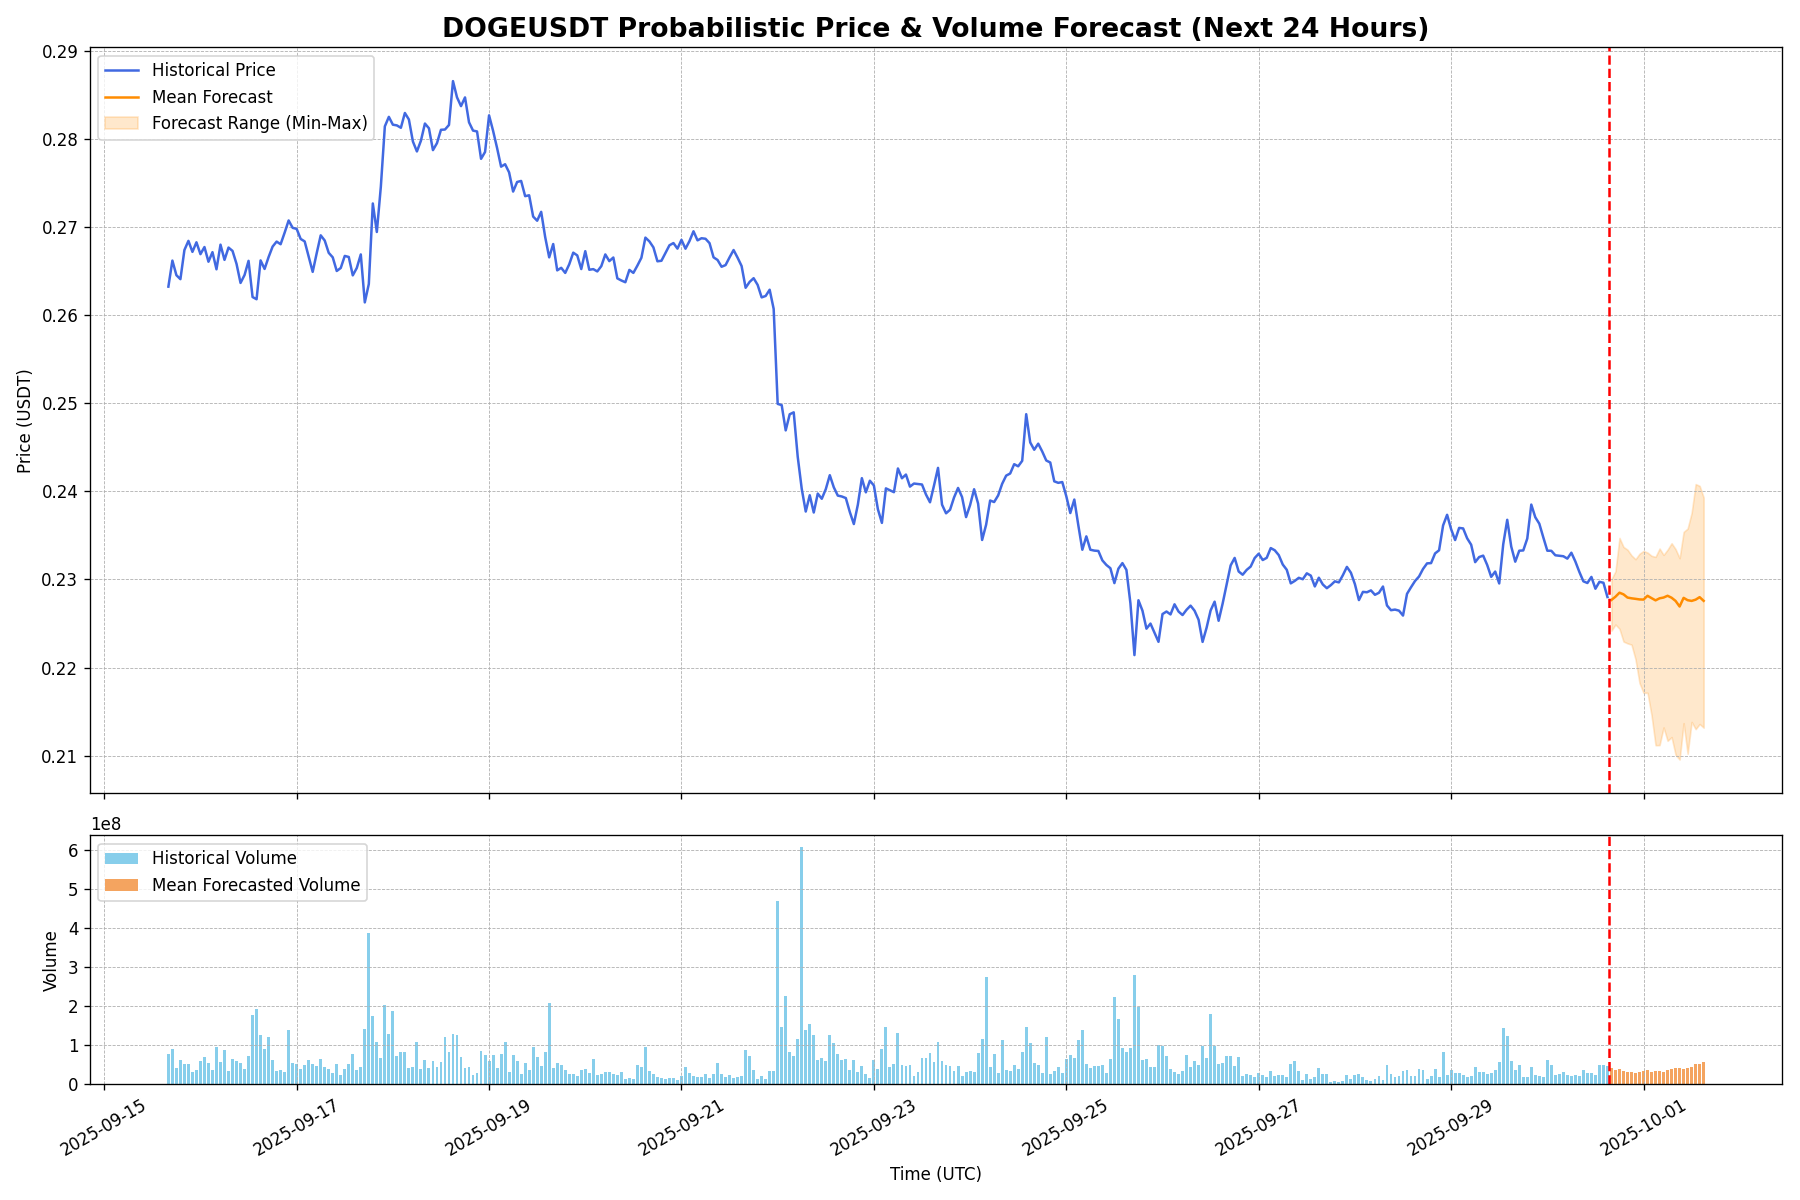 DOGEUSDT Probabilistic Price & Volume Forecast (Next 24 Hours)
Historical Price
Mean Forecast
Forecast Range (Min-Max)
Price (USDT)
0.29
0.28
0.27
0.26
0.25
0.24
0.23
0.22
0.21
1e8
Historical Volume
Mean Forecasted Volume
Volume
6
5
4
3
2
1
0
2025-09-15
2025-09-17
2025-09-19
2025-09-21
2025-09-23
2025-09-25
2025-09-27
2025-09-29
2025-10-01
Time (UTC)